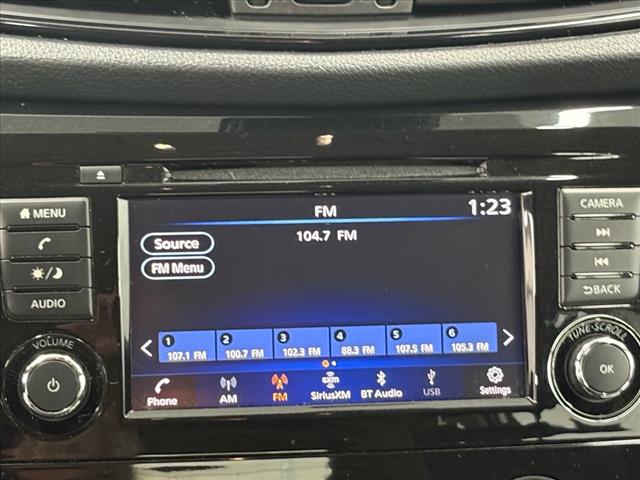 MENU
AUDIO
VOLUME
FM
1:23
104.7 FM
Source
FM Menu
1 2 3 4 5 6
107.1 FM 100.7 FM 102.3 FM 88.3 FM 107.5 FM 105.3 FM
Phone AM FM SXM SiriusXM BT Audio USB Settings
CAMERA
BACK
TUNE·SCROLL
OK